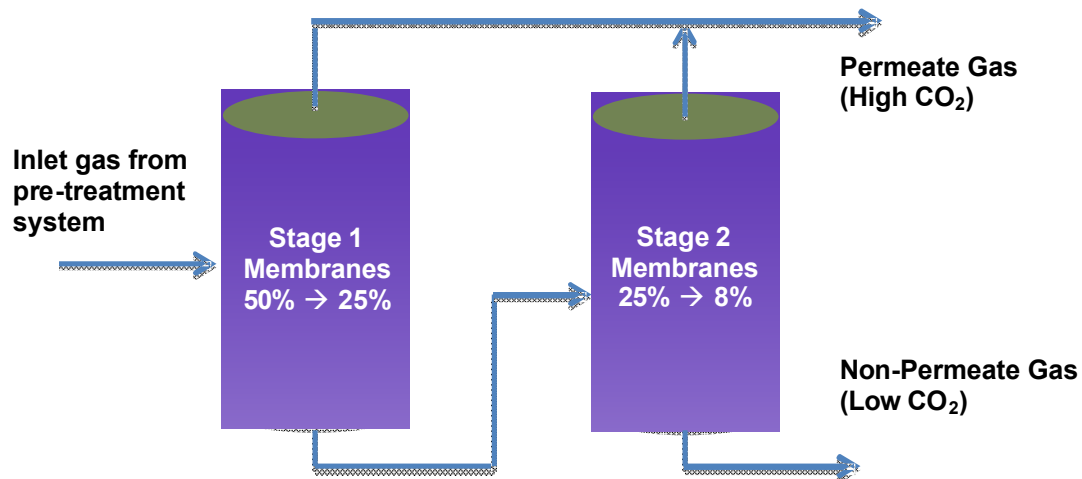 Inlet gas from
pre-treatment
system
Stage 1
Membranes
50% → 25%
Stage 2
Membranes
25% → 8%
Permeate Gas
(High CO₂)
Non-Permeate Gas
(Low CO₂)